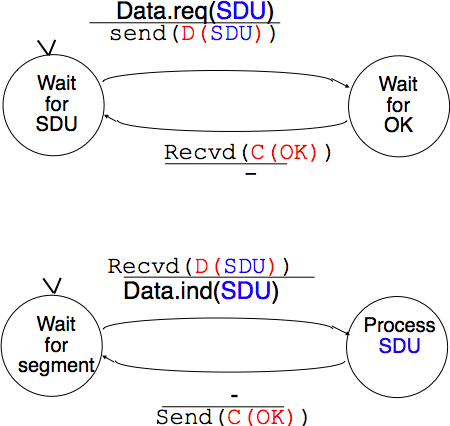 Data.req(SDU)
send(D(SDU))
Wait
for
SDU
Wait
for
OK
Recvd(C(OK))
-
Recvd(D(SDU))
Data.ind(SDU)
Wait
for
segment
Process
SDU
-
Send(C(OK))